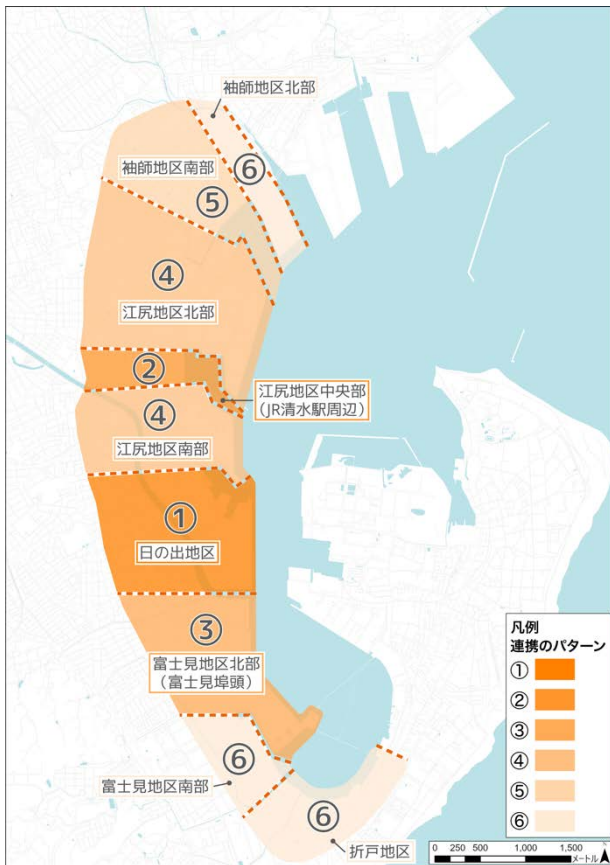 袖師地区北部
⑥
袖師地区南部
⑤
④
江尻地区北部
②
江尻地区中央部
(JR清水駅周辺)
④
江尻地区南部
①
日の出地区
③
富士見地区北部
(富士見埠頭)
⑥
富士見地区南部
⑥
折戸地区
凡例
連携のパターン
①
②
③
④
⑤
⑥
0 250 500 1,000 1,500
メートル